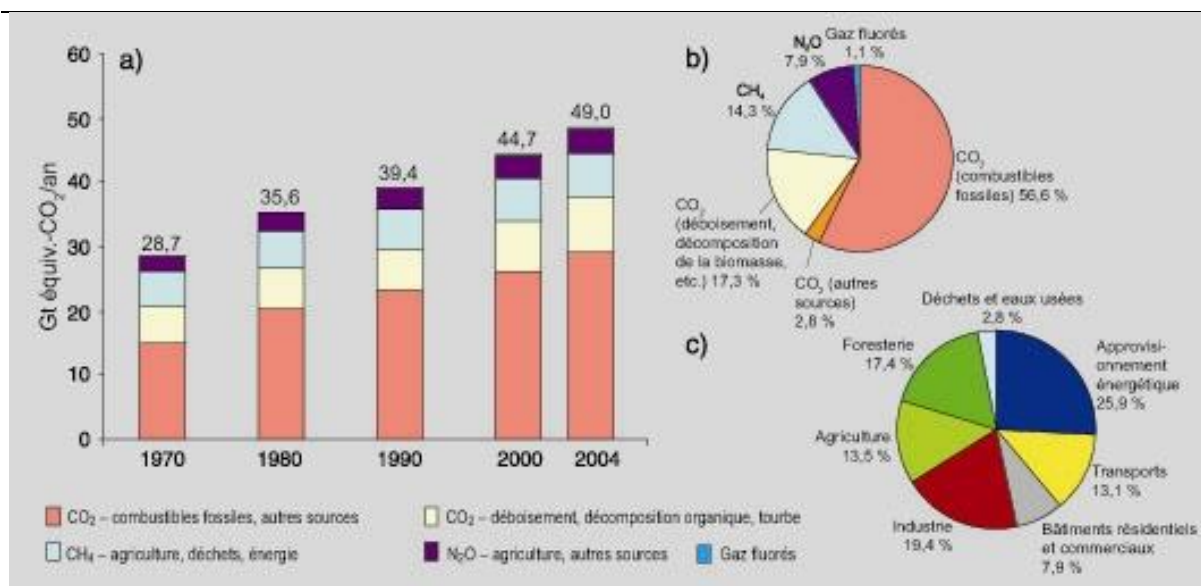 a)
60
50
40
30
20
10
0
Gt équiv.-CO₂/an
28,7
35,6
39,4
44,7
49,0
1970
1980
1990
2000
2004
b)
N₂O
7,9 %
Gaz fluorés
1,1 %
CH₄
14,3 %
CO₂
(combustibles
fossiles) 56,6 %
CO₂
(déboisement,
décomposition
de la biomasse,
etc.) 17,3 %
CO₂ (autres
sources)
2,8 %
c)
Déchets et eaux usées
2,8 %
Foresterie
17,4 %
Approvisi-
onnement
énergétique
25,9 %
Agriculture
13,5 %
Transports
13,1 %
Industrie
19,4 %
Bâtiments résidentiels
et commerciaux
7,9 %
CO₂ – combustibles fossiles, autres sources
CO₂ – déboisement, décomposition organique, tourbe
CH₄ – agriculture, déchets, énergie
N₂O – agriculture, autres sources
Gaz fluorés